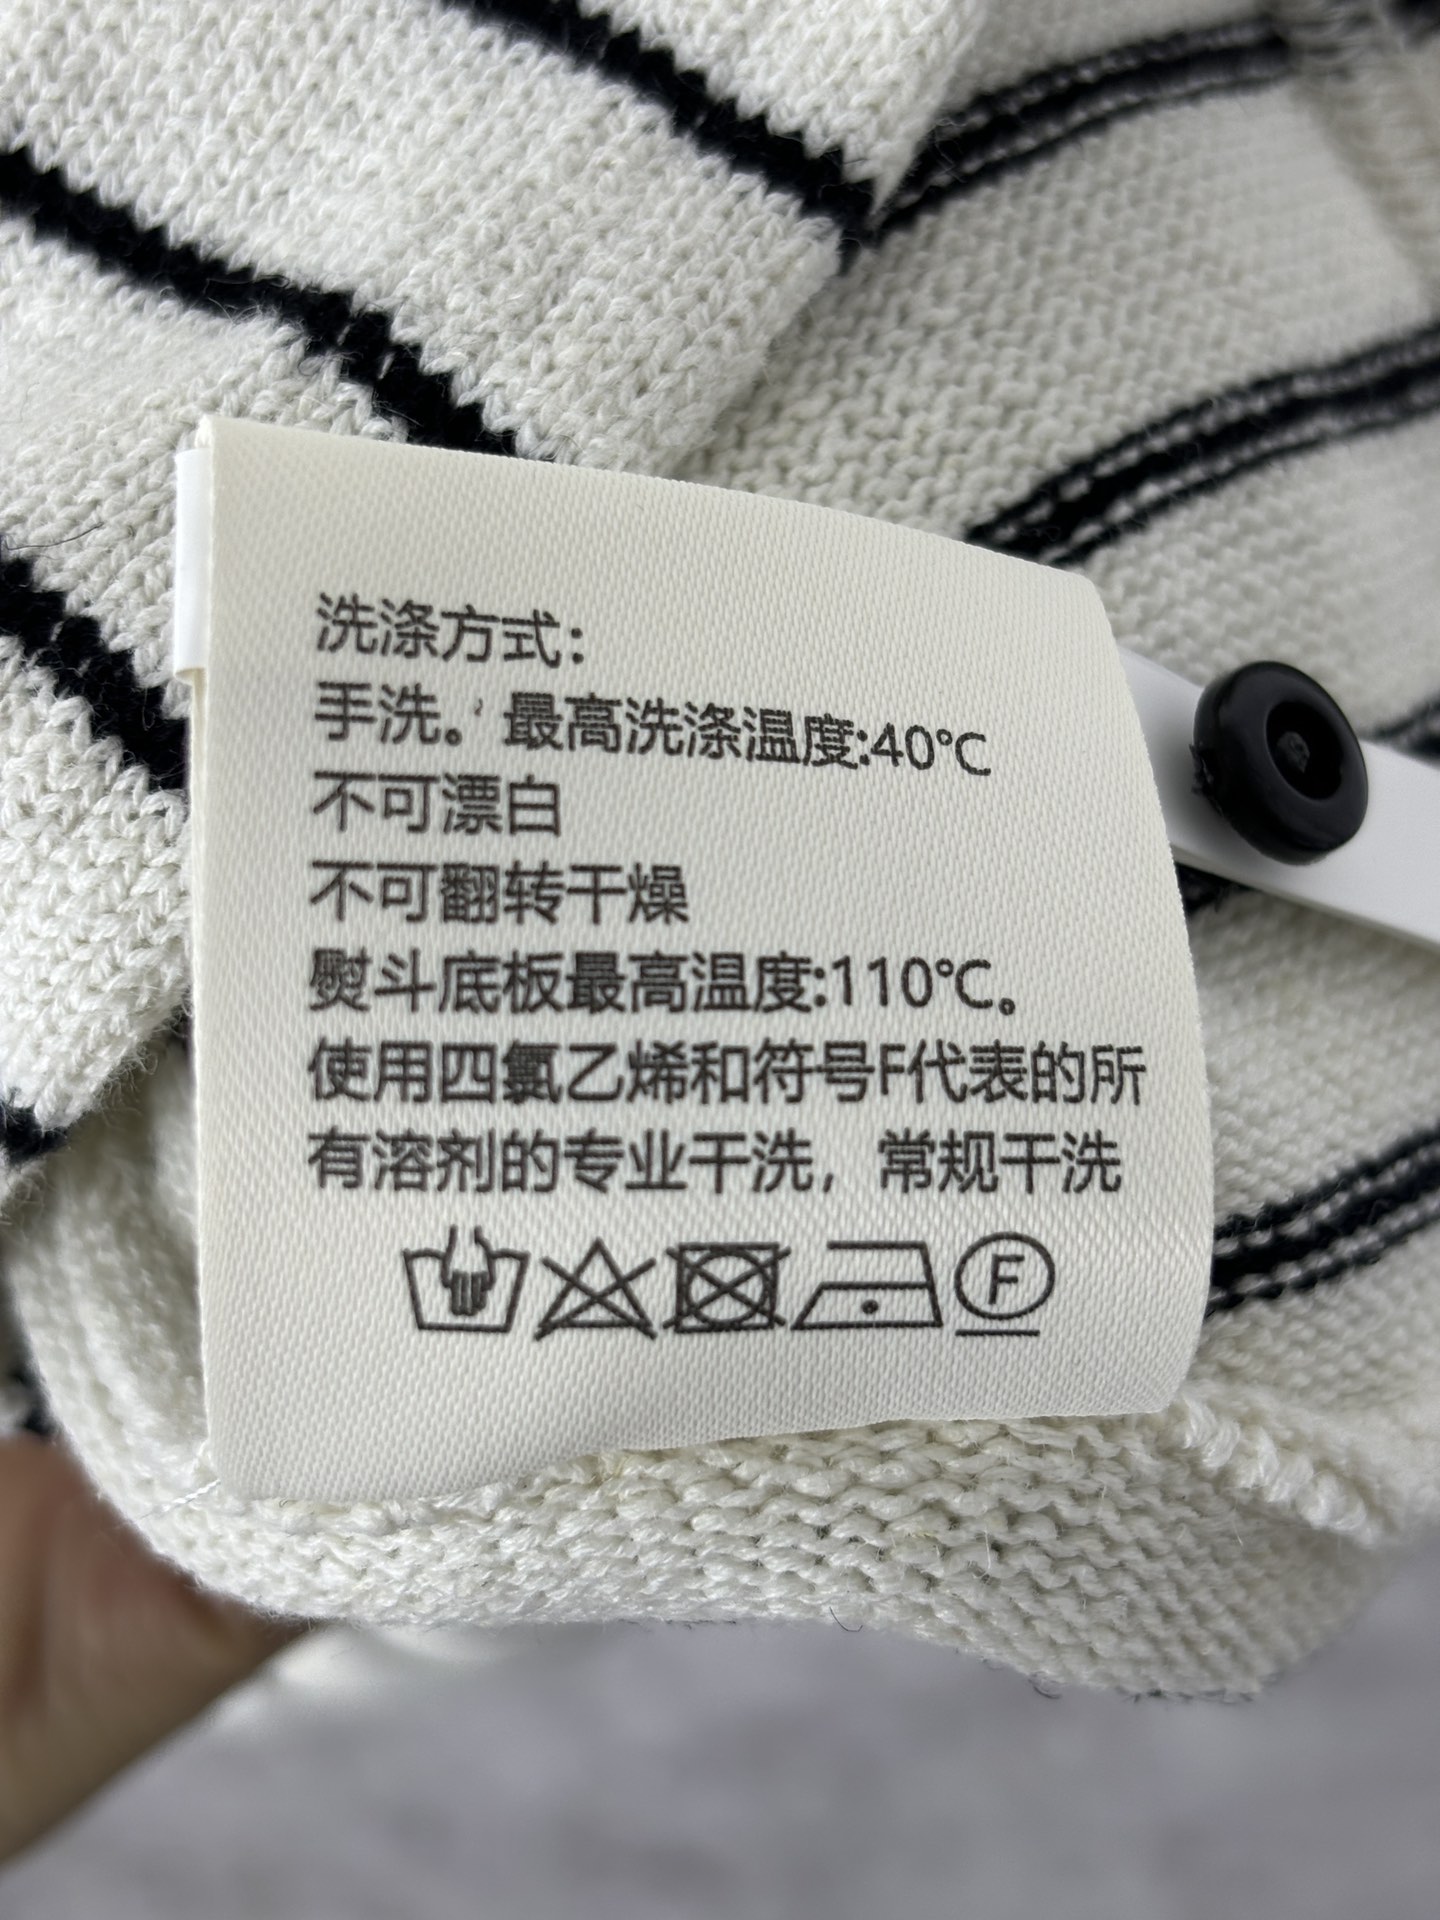 洗涤方式：
手洗。最高洗涤温度:40℃
不可漂白
不可翻转干燥
熨斗底板最高温度:110℃。
使用四氯乙烯和符号F代表的所
有溶剂的专业干洗，常规干洗
F